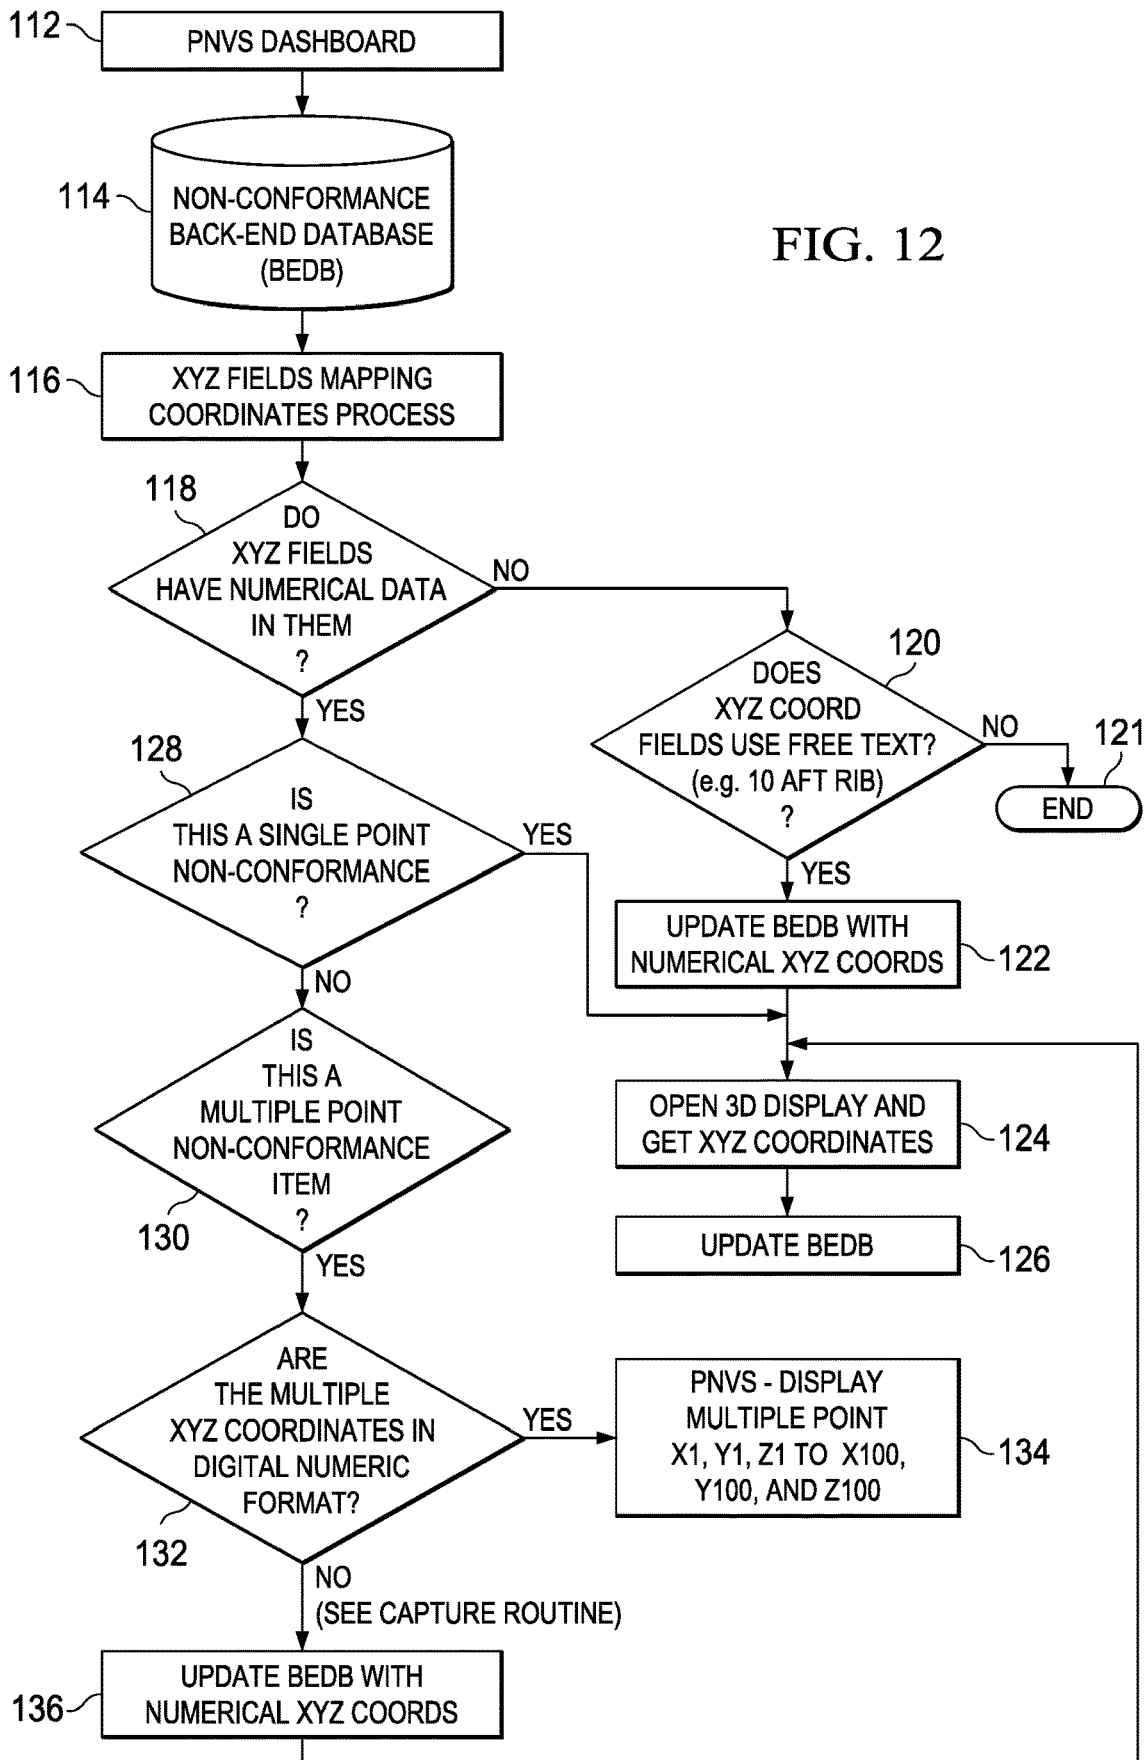 112
PNVS DASHBOARD
114
NON-CONFORMANCE
BACK-END DATABASE
(BEDB)
FIG. 12
116
XYZ FIELDS MAPPING
COORDINATES PROCESS
118
DO
XYZ FIELDS
HAVE NUMERICAL DATA
IN THEM
?
NO
YES
120
DOES
XYZ COORD
FIELDS USE FREE TEXT?
(e.g. 10 AFT RIB)
?
NO
121
END
YES
128
IS
THIS A SINGLE POINT
NON-CONFORMANCE
?
YES
NO
UPDATE BEDB WITH
NUMERICAL XYZ COORDS
122
OPEN 3D DISPLAY AND
GET XYZ COORDINATES
124
UPDATE BEDB
126
IS
THIS A
MULTIPLE POINT
NON-CONFORMANCE
ITEM
?
130
YES
ARE
THE MULTIPLE
XYZ COORDINATES IN
DIGITAL NUMERIC
FORMAT?
132
YES
PNVS - DISPLAY
MULTIPLE POINT
X1, Y1, Z1 TO X100,
Y100, AND Z100
134
NO
(SEE CAPTURE ROUTINE)
136
UPDATE BEDB WITH
NUMERICAL XYZ COORDS